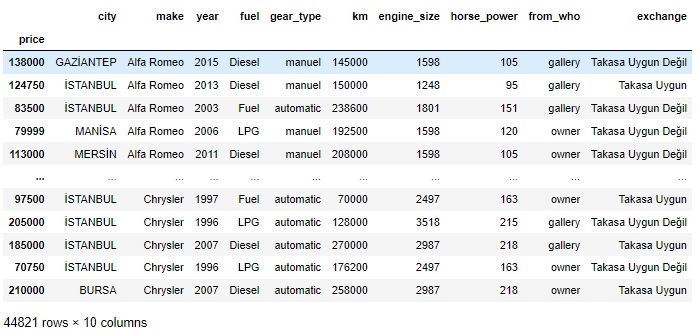 city make year fuel gear_type km engine_size horse_power from_who exchange
price
138000 GAZİANTEP Alfa Romeo 2015 Diesel manuel 145000 1598 105 gallery Takasa Uygun Değil
124750 İSTANBUL Alfa Romeo 2013 Diesel manuel 150000 1248 95 gallery Takasa Uygun
83500 İSTANBUL Alfa Romeo 2003 Fuel automatic 238600 1801 151 gallery Takasa Uygun Değil
79999 MANİSA Alfa Romeo 2006 LPG manuel 192500 1598 120 owner Takasa Uygun Değil
113000 MERSİN Alfa Romeo 2011 Diesel manuel 208000 1598 105 owner Takasa Uygun Değil
... ... ... ... ... ... ... ... ... ... ...
97500 İSTANBUL Chrysler 1997 Fuel automatic 70000 2497 163 owner Takasa Uygun
205000 İSTANBUL Chrysler 1996 LPG automatic 128000 3518 215 gallery Takasa Uygun Değil
185000 İSTANBUL Chrysler 2007 Diesel automatic 270000 2987 218 gallery Takasa Uygun
70750 İSTANBUL Chrysler 1996 LPG automatic 176200 2497 163 owner Takasa Uygun Değil
210000 BURSA Chrysler 2007 Diesel automatic 258000 2987 218 owner Takasa Uygun
44821 rows × 10 columns